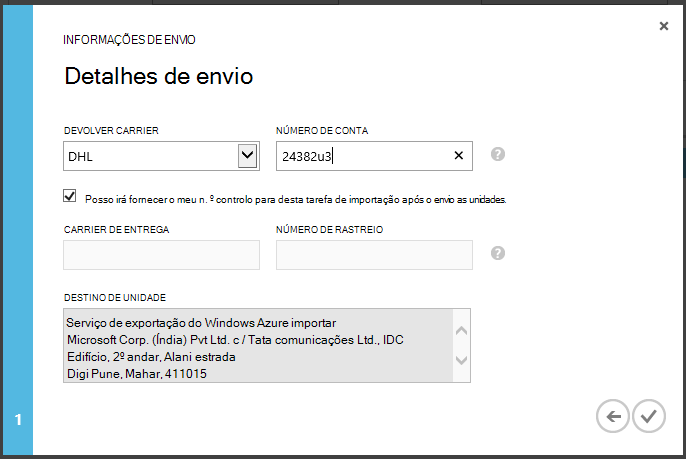 INFORMAÇÕES DE ENVIO
Detalhes de envio
DEVOLVER CARRIER NÚMERO DE CONTA
DHL 24382u3
Posso irá fornecer o meu n. º controlo para desta tarefa de importação após o envio as unidades.
CARRIER DE ENTREGA NÚMERO DE RASTREIO
DESTINO DE UNIDADE
Serviço de exportação do Windows Azure importar
Microsoft Corp. (Índia) Pvt Ltd. c / Tata comunicações Ltd., IDC
Edifício, 2º andar, Alani estrada
Digi Pune, Mahar, 411015
1